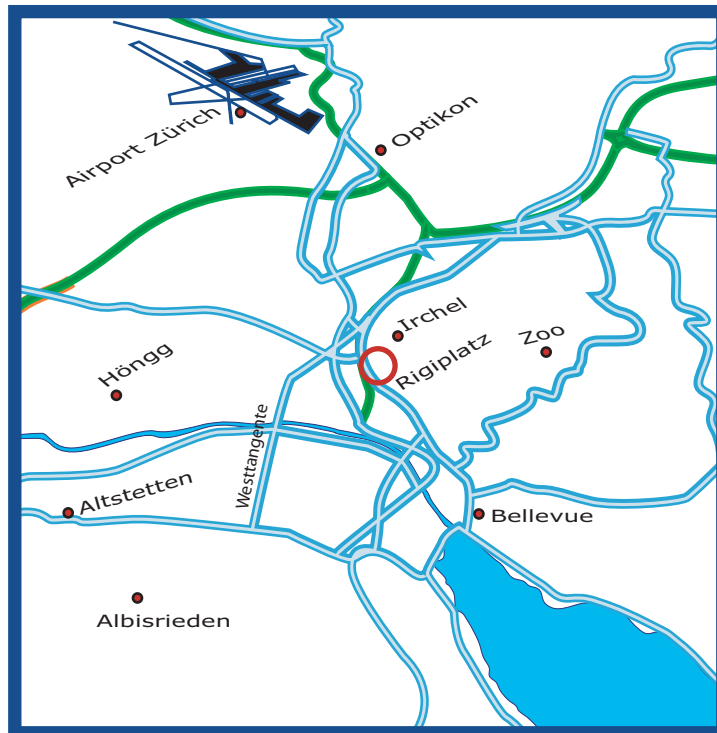 Airport Zürich
Optikon
Irchel
Rigiplatz
Zoo
Höngg
Westtangente
Altstetten
Bellevue
Albisrieden